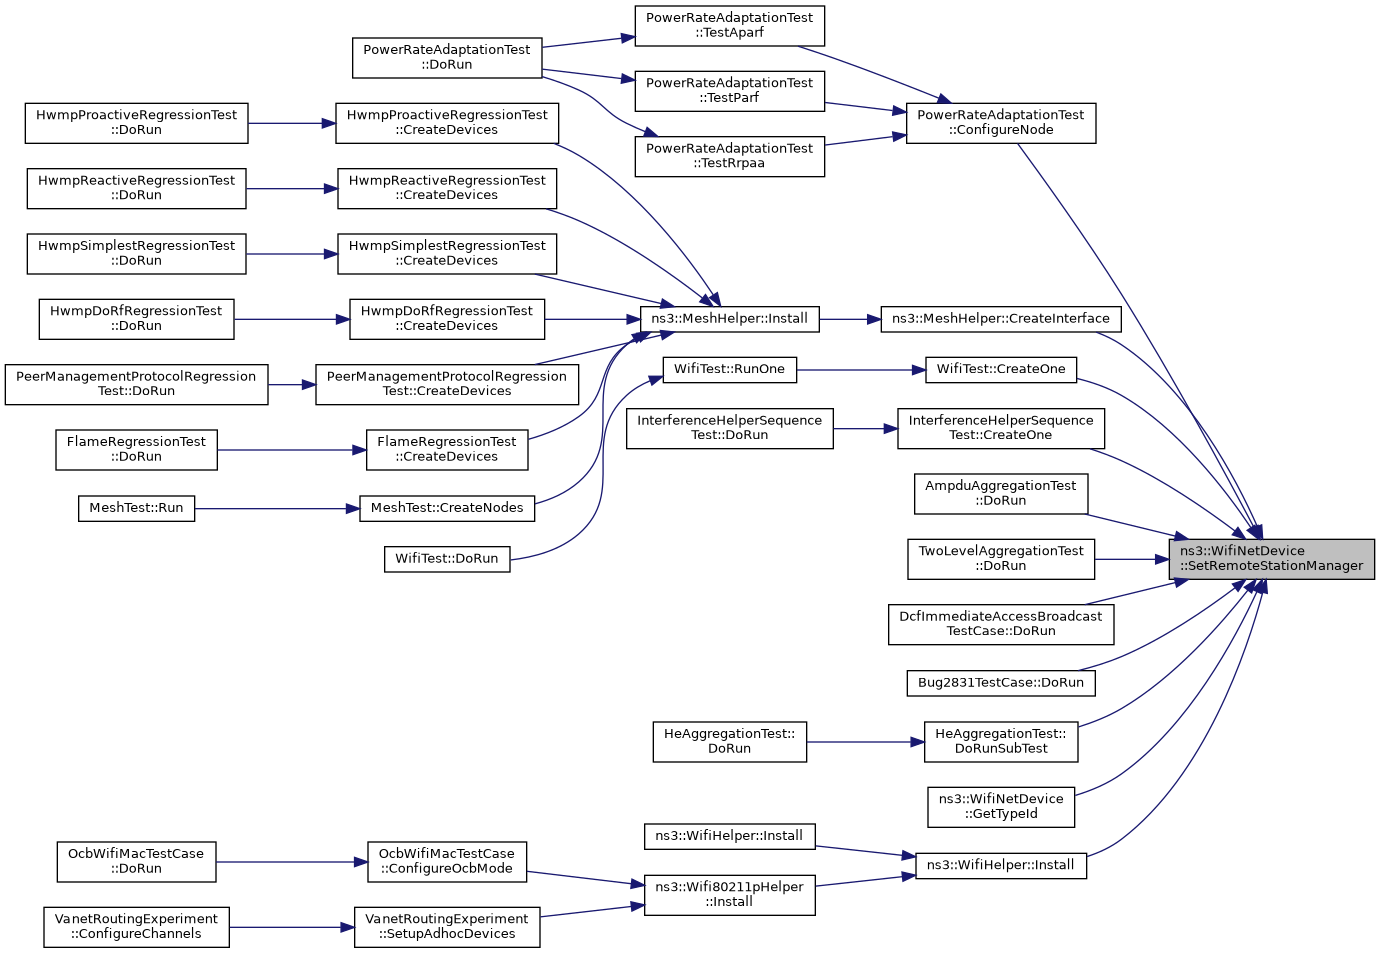 PowerRateAdaptationTest
::TestAparf
PowerRateAdaptationTest
::DoRun
PowerRateAdaptationTest
::TestParf
HwmpProactiveRegressionTest
::DoRun
HwmpProactiveRegressionTest
::CreateDevices
PowerRateAdaptationTest
::ConfigureNode
PowerRateAdaptationTest
::TestRrpaa
HwmpReactiveRegressionTest
::DoRun
HwmpReactiveRegressionTest
::CreateDevices
HwmpSimplestRegressionTest
::DoRun
HwmpSimplestRegressionTest
::CreateDevices
HwmpDoRfRegressionTest
::DoRun
HwmpDoRfRegressionTest
::CreateDevices
ns3::MeshHelper::Install
ns3::MeshHelper::CreateInterface
PeerManagementProtocolRegression
Test::DoRun
PeerManagementProtocolRegression
Test::CreateDevices
WifiTest::RunOne
WifiTest::CreateOne
InterferenceHelperSequence
Test::DoRun
InterferenceHelperSequence
Test::CreateOne
FlameRegressionTest
::DoRun
FlameRegressionTest
::CreateDevices
AmpduAggregationTest
::DoRun
MeshTest::Run
MeshTest::CreateNodes
WifiTest::DoRun
TwoLevelAggregationTest
::DoRun
ns3::WifiNetDevice
::SetRemoteStationManager
DcfImmediateAccessBroadcast
TestCase::DoRun
Bug2831TestCase::DoRun
HeAggregationTest::
DoRun
HeAggregationTest::
DoRunSubTest
ns3::WifiNetDevice
::GetTypeId
ns3::WifiHelper::Install
OcbWifiMacTestCase
::DoRun
OcbWifiMacTestCase
::ConfigureOcbMode
ns3::WifiHelper::Install
ns3::Wifi80211pHelper
::Install
VanetRoutingExperiment
::ConfigureChannels
VanetRoutingExperiment
::SetupAdhocDevices